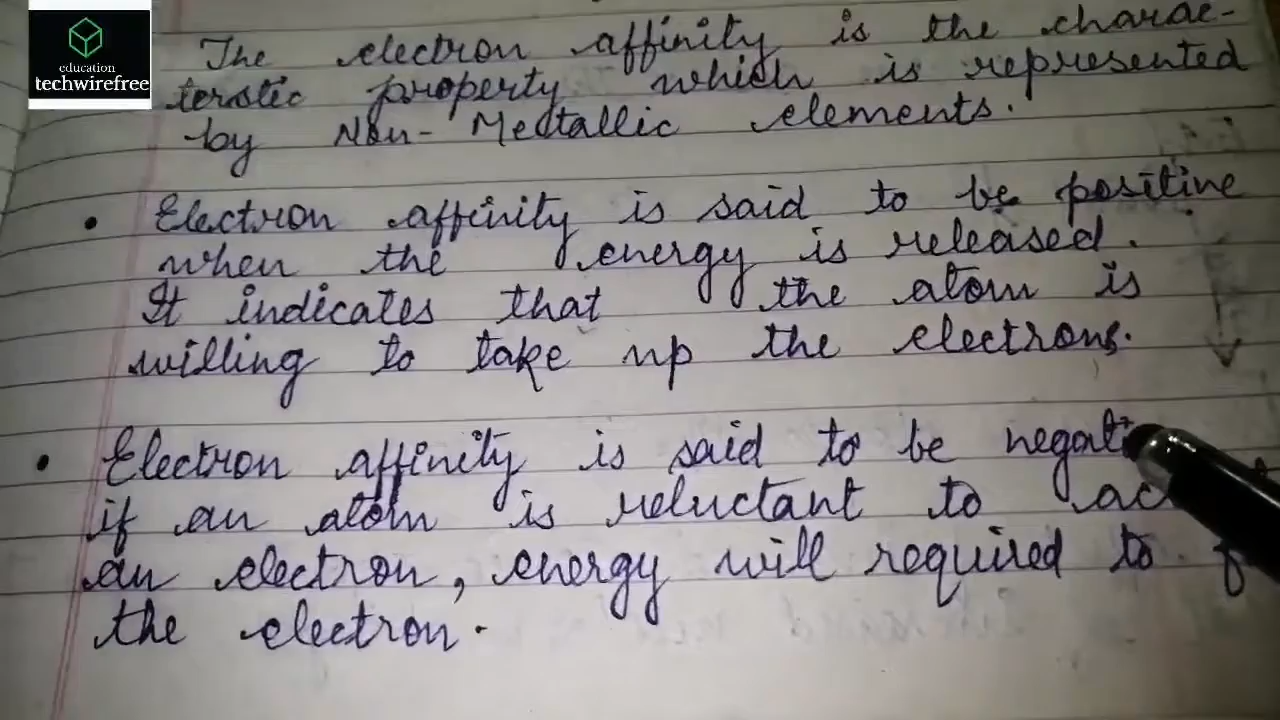 education
techwirefree
The electron affinity is the charac-
terstic property which is represented
by Non-Mectallic elements.
• Electron affinity is said to be positive
when the energy is released.
It indicates that the atom is
willing to take up the electrons.
• Electron affinity is said to be negati
if an atom is reluctant to ac
an electron, energy will required to
the electron.